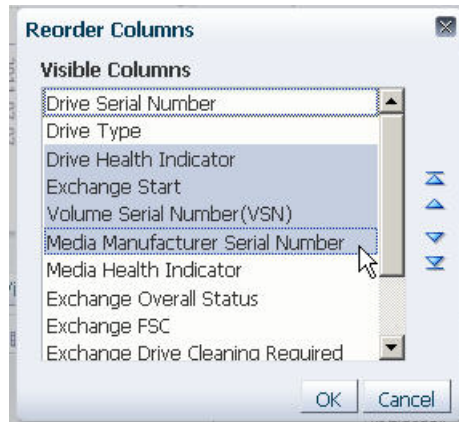 Reorder Columns
Visible Columns
Drive Serial Number
Drive Type
Drive Health Indicator
Exchange Start
Volume Serial Number(VSN)
Media Manufacturer Serial Number
Media Health Indicator
Exchange Overall Status
Exchange FSC
Exchange Drive Cleaning Required
OK
Cancel